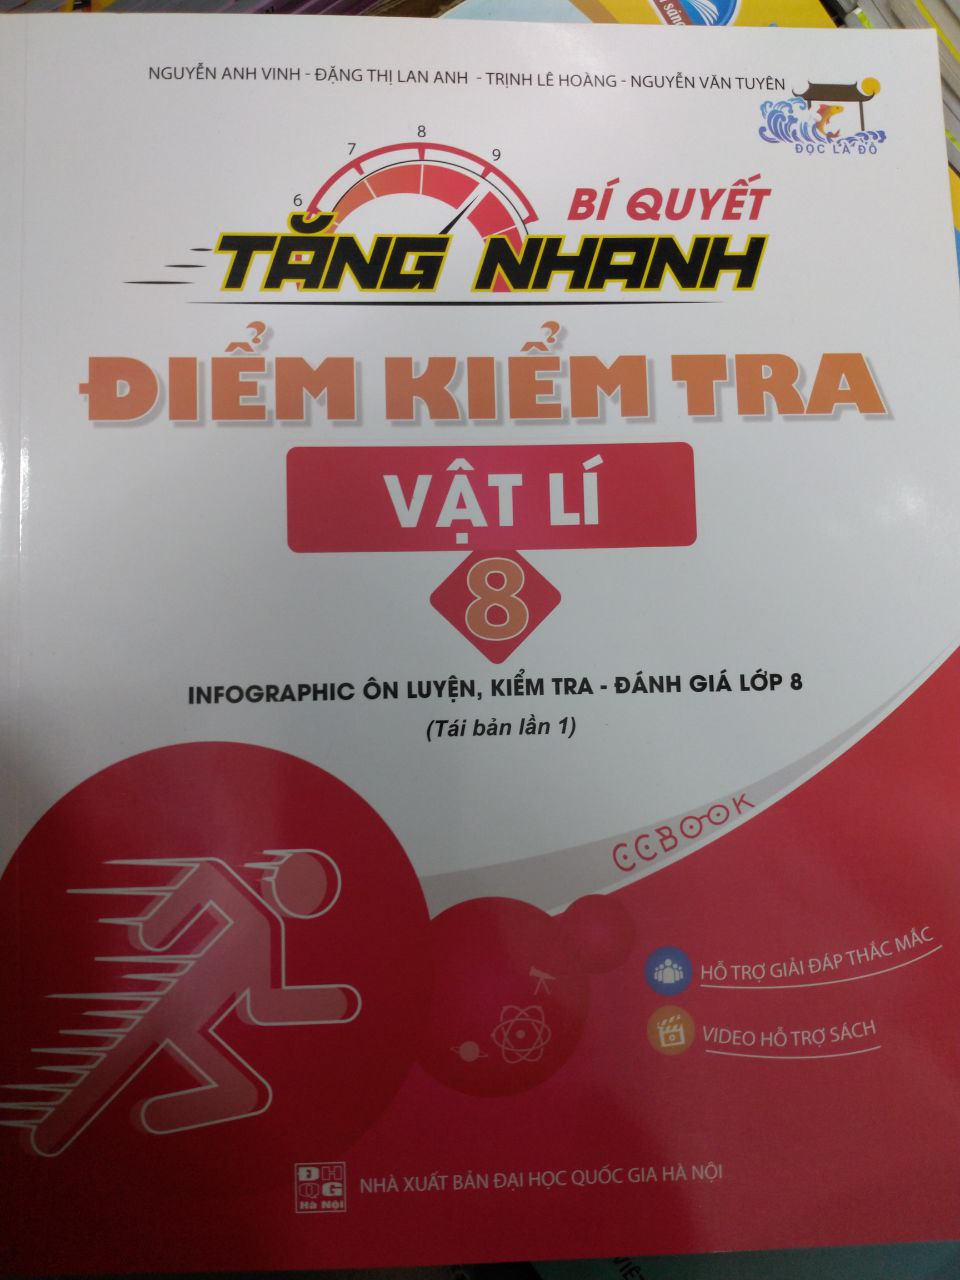 NGUYỄN ANH VINH - ĐẶNG THỊ LAN ANH - TRỊNH LÊ HOÀNG - NGUYỄN VĂN TUYÊN
ĐỌC LÀ ĐỖ
6 7 8 9
BÍ QUYẾT
TĂNG NHANH
ĐIỂM KIỂM TRA
VẬT LÍ
8
INFOGRAPHIC ÔN LUYỆN, KIỂM TRA - ĐÁNH GIÁ LỚP 8
(Tái bản lần 1)
CCBOOK
HỖ TRỢ GIẢI ĐÁP THẮC MẮC
VIDEO HỖ TRỢ SÁCH
ĐHQG
Hà Nội
NHÀ XUẤT BẢN ĐẠI HỌC QUỐC GIA HÀ NỘI